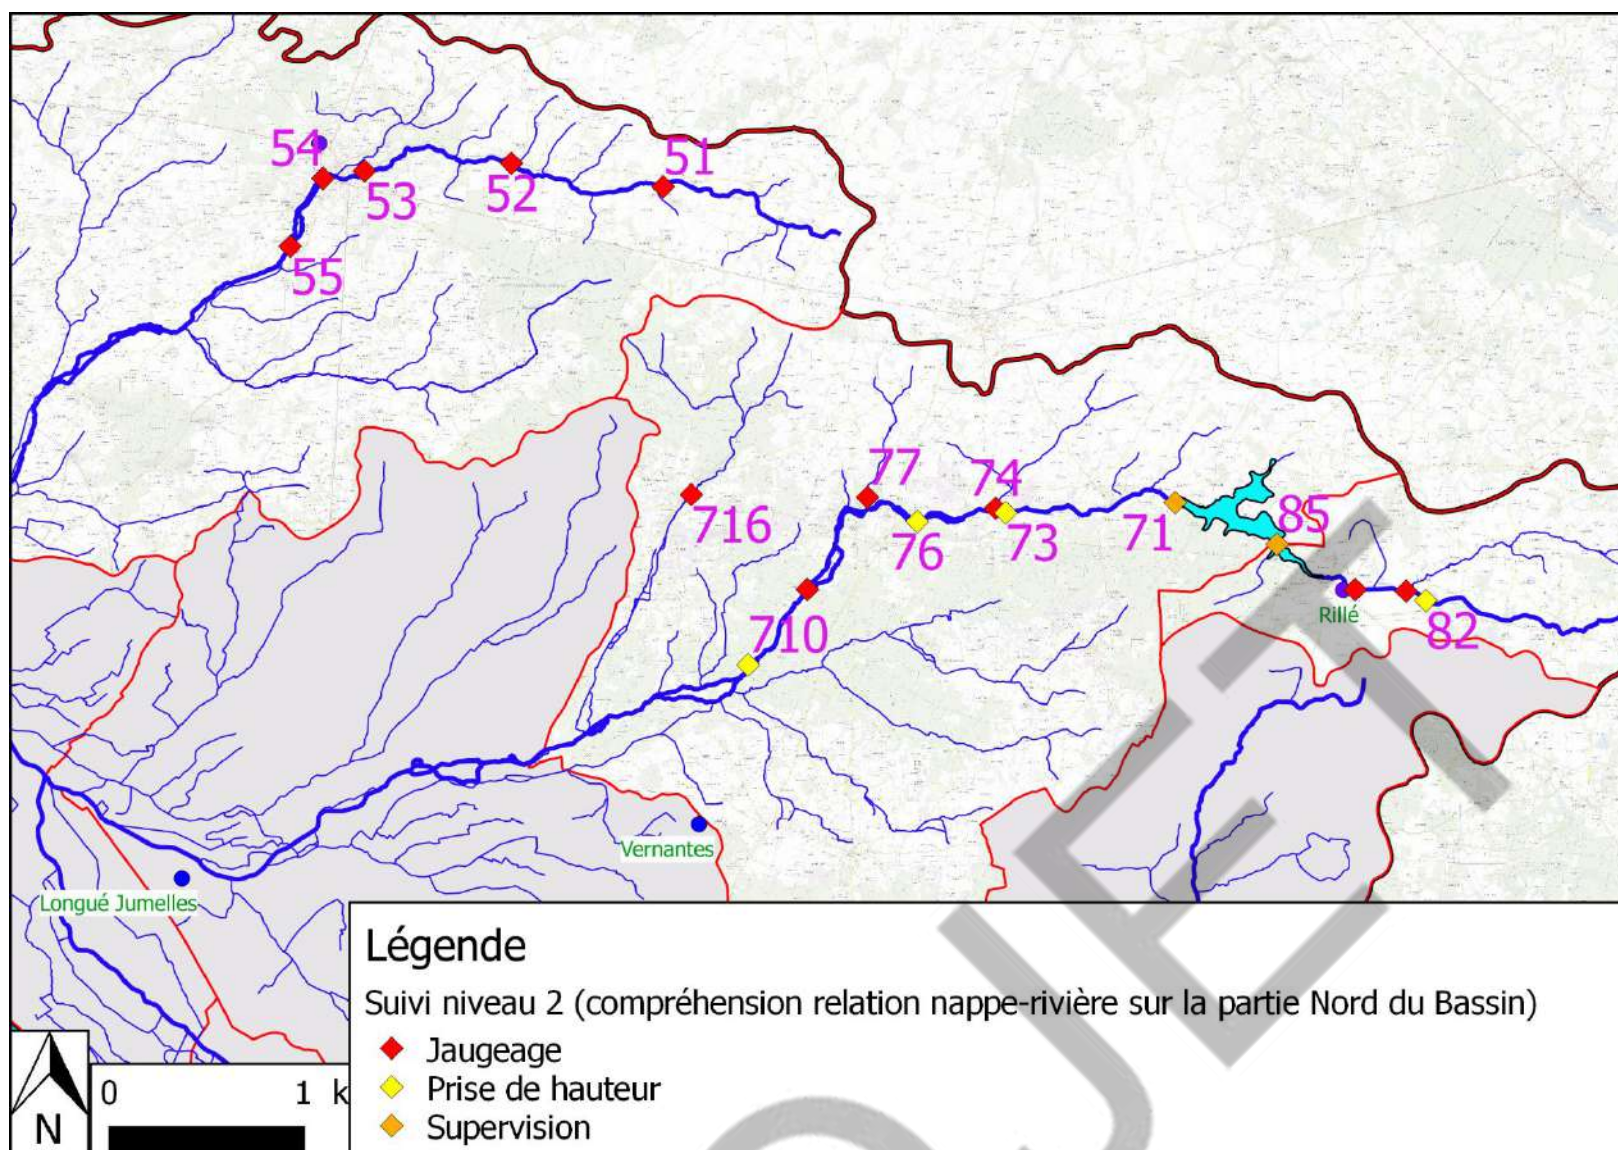 54
51
53
52
55
77
74
716
76
73
71
85
Rillé
82
710
Vernantes
Longué Jumelles
Légende
Suivi niveau 2 (compréhension relation nappe-rivière sur la partie Nord du Bassin)
Jaugeage
Prise de hauteur
Supervision
0 1 k
N